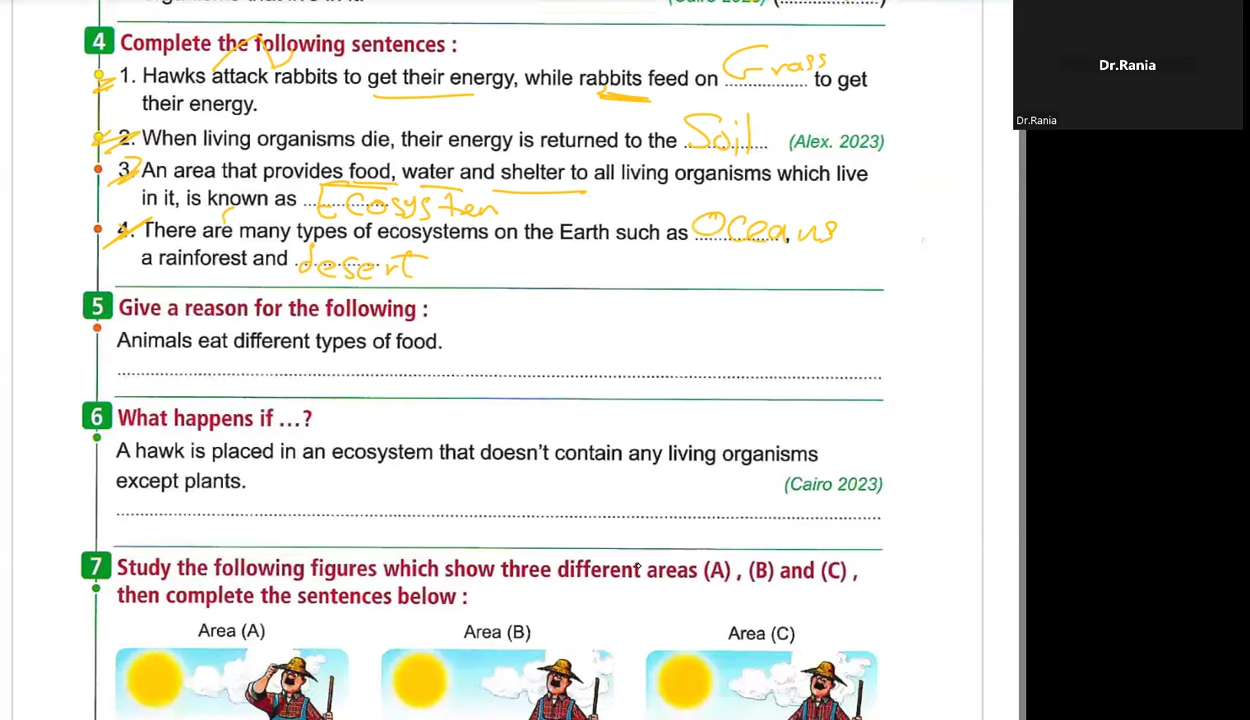 4 Complete the following sentences :
1. Hawks attack rabbits to get their energy, while rabbits feed on Grass to get
their energy.
2. When living organisms die, their energy is returned to the Soil (Alex. 2023)
3. An area that provides food, water and shelter to all living organisms which live
in it, is known as Ecosystem
4. There are many types of ecosystems on the Earth such as Oceans,
a rainforest and desert
5 Give a reason for the following :
Animals eat different types of food.
6 What happens if ...?
A hawk is placed in an ecosystem that doesn't contain any living organisms
except plants. (Cairo 2023)
7 Study the following figures which show three different areas (A) , (B) and (C) ,
then complete the sentences below :
Area (A) Area (B) Area (C)
Dr.Rania
Dr.Rania